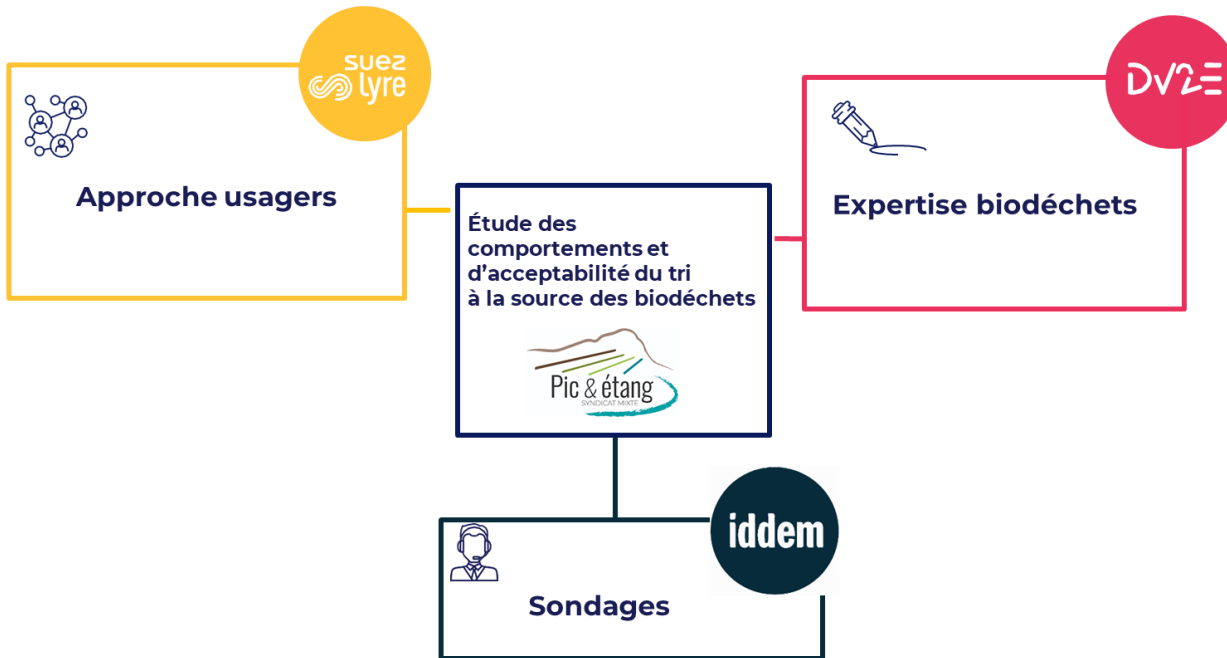 suez
lyre
Approche usagers
DV2E
Expertise biodéchets
Étude des
comportements et
d’acceptabilité du tri
à la source des biodéchets
Pic & étang
SYNDICAT MIXTE
iddem
Sondages